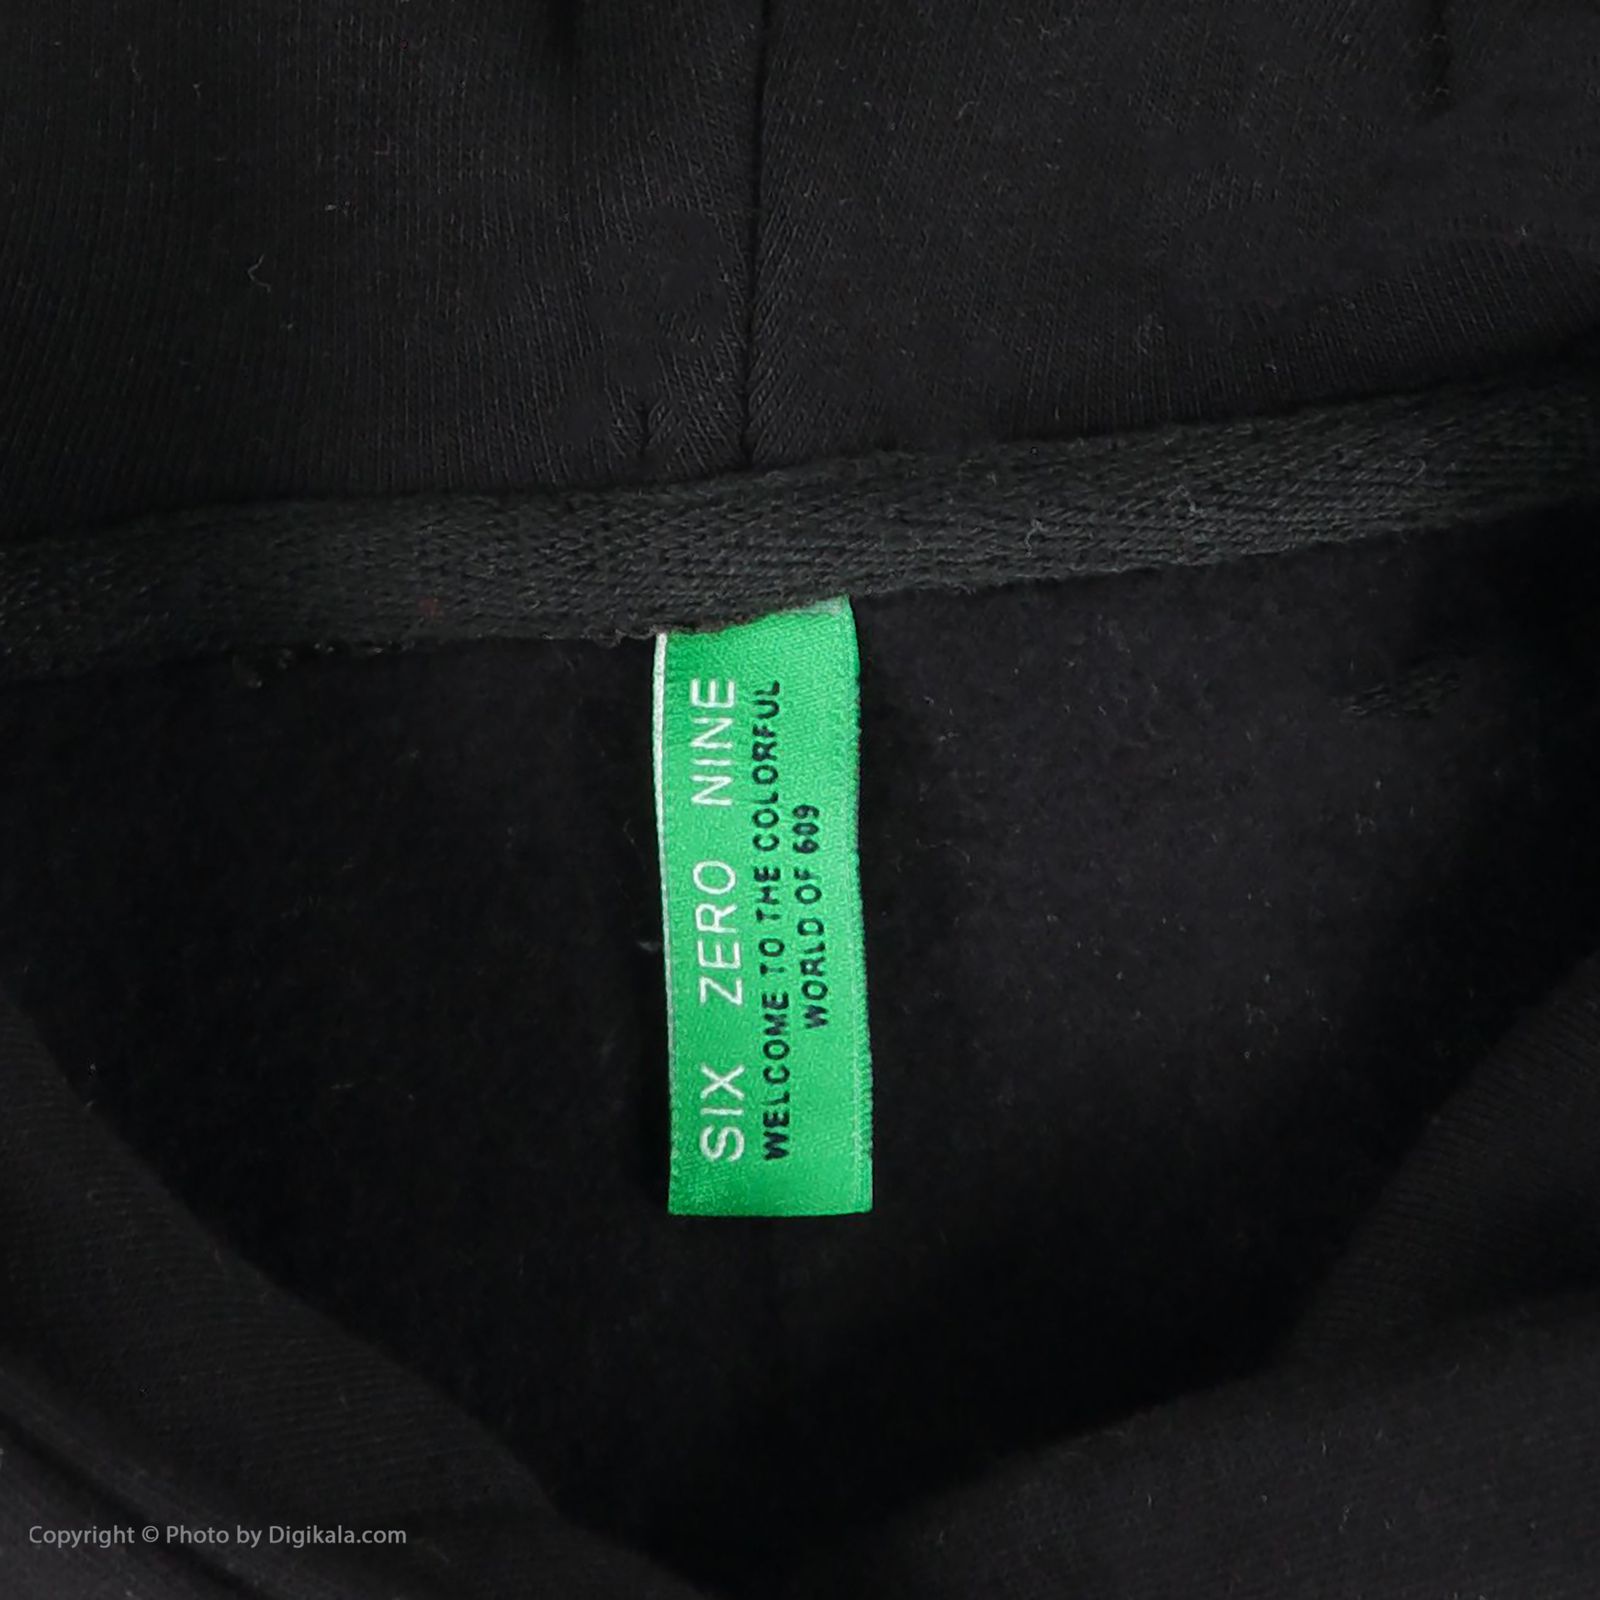 SIX ZERO NINE
WELCOME TO THE COLORFUL
WORLD OF 609
Copyright © Photo by Digikala.com